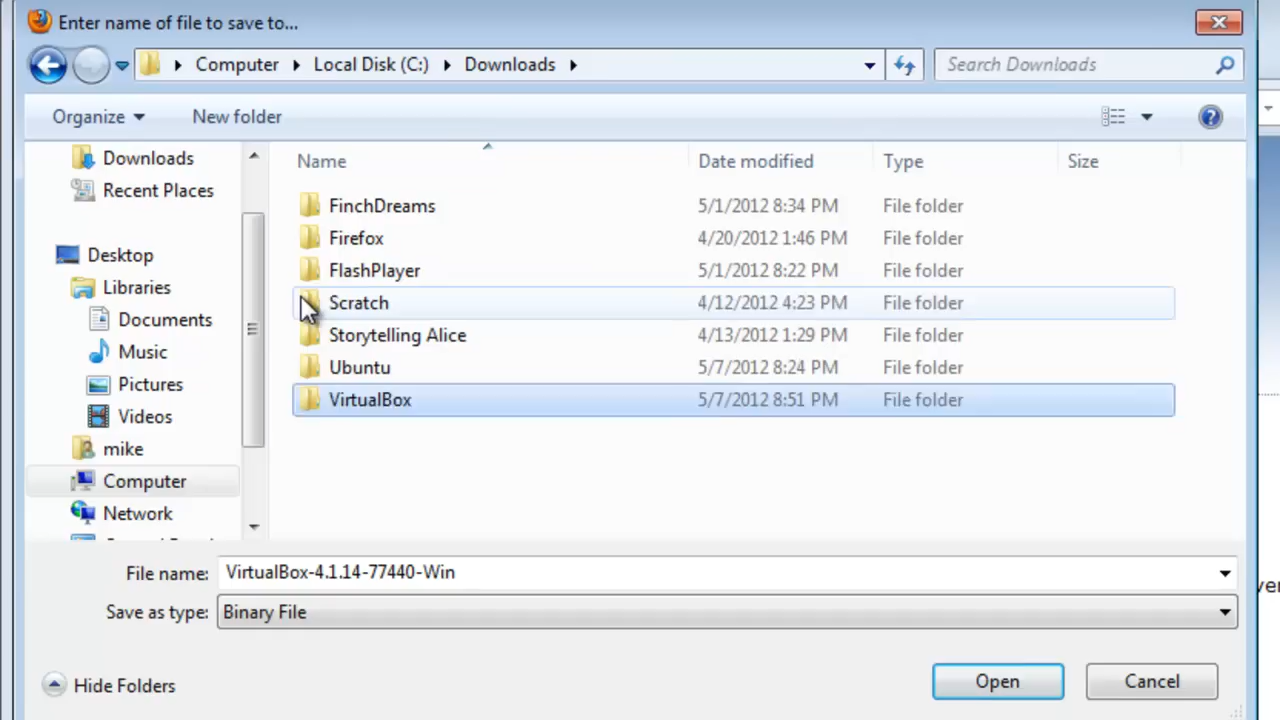 Enter name of file to save to...
Computer Local Disk (C:) Downloads Search Downloads
Organize New folder
Name Date modified Type Size
Downloads
Recent Places
Desktop
Libraries
Documents
Music
Pictures
Videos
mike
Computer
Network
FinchDreams 5/1/2012 8:34 PM File folder
Firefox 4/20/2012 1:46 PM File folder
FlashPlayer 5/1/2012 8:22 PM File folder
Scratch 4/12/2012 4:23 PM File folder
Storytelling Alice 4/13/2012 1:29 PM File folder
Ubuntu 5/7/2012 8:24 PM File folder
VirtualBox 5/7/2012 8:51 PM File folder
File name: VirtualBox-4.1.14-77440-Win
Save as type: Binary File
Hide Folders Open Cancel